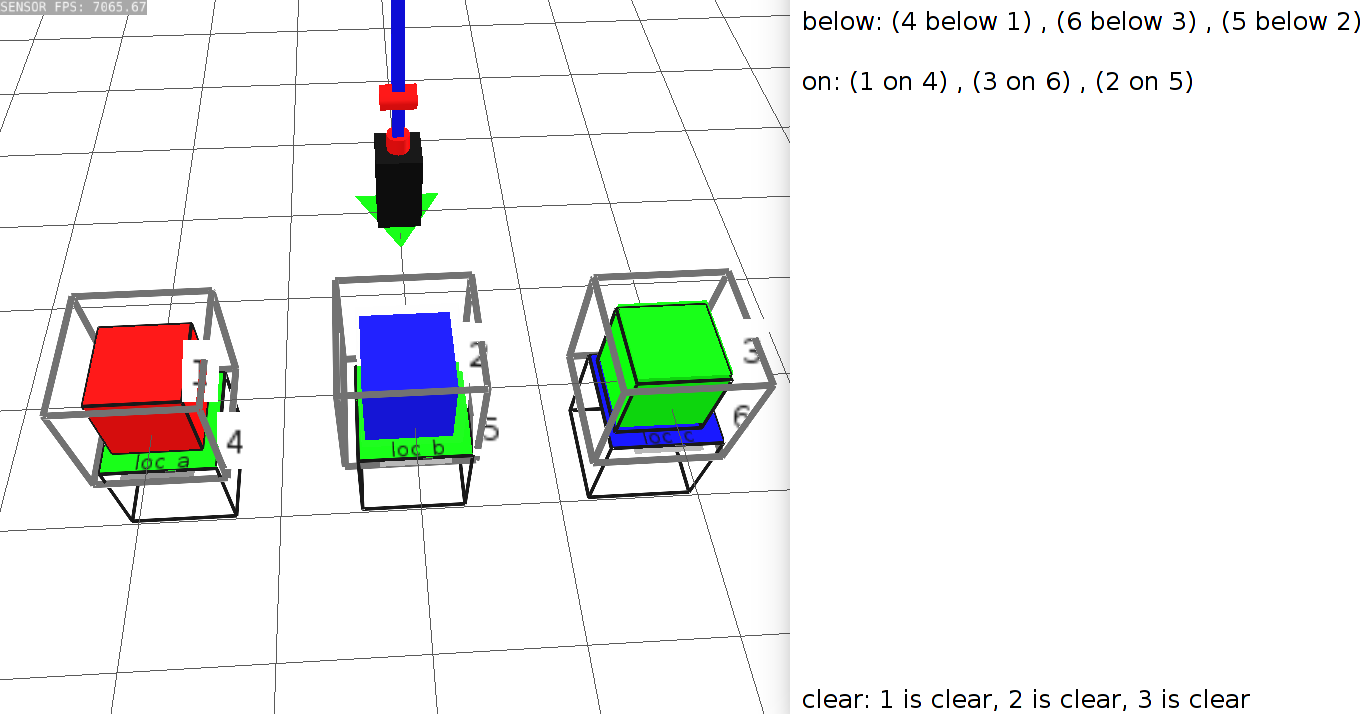 SENSOR FPS: 7065.67
below: (4 below 1) , (6 below 3) , (5 below 2)
on: (1 on 4) , (3 on 6) , (2 on 5)
1
2
3
4
5
6
loc_a
loc_b
loc_c
clear: 1 is clear, 2 is clear, 3 is clear